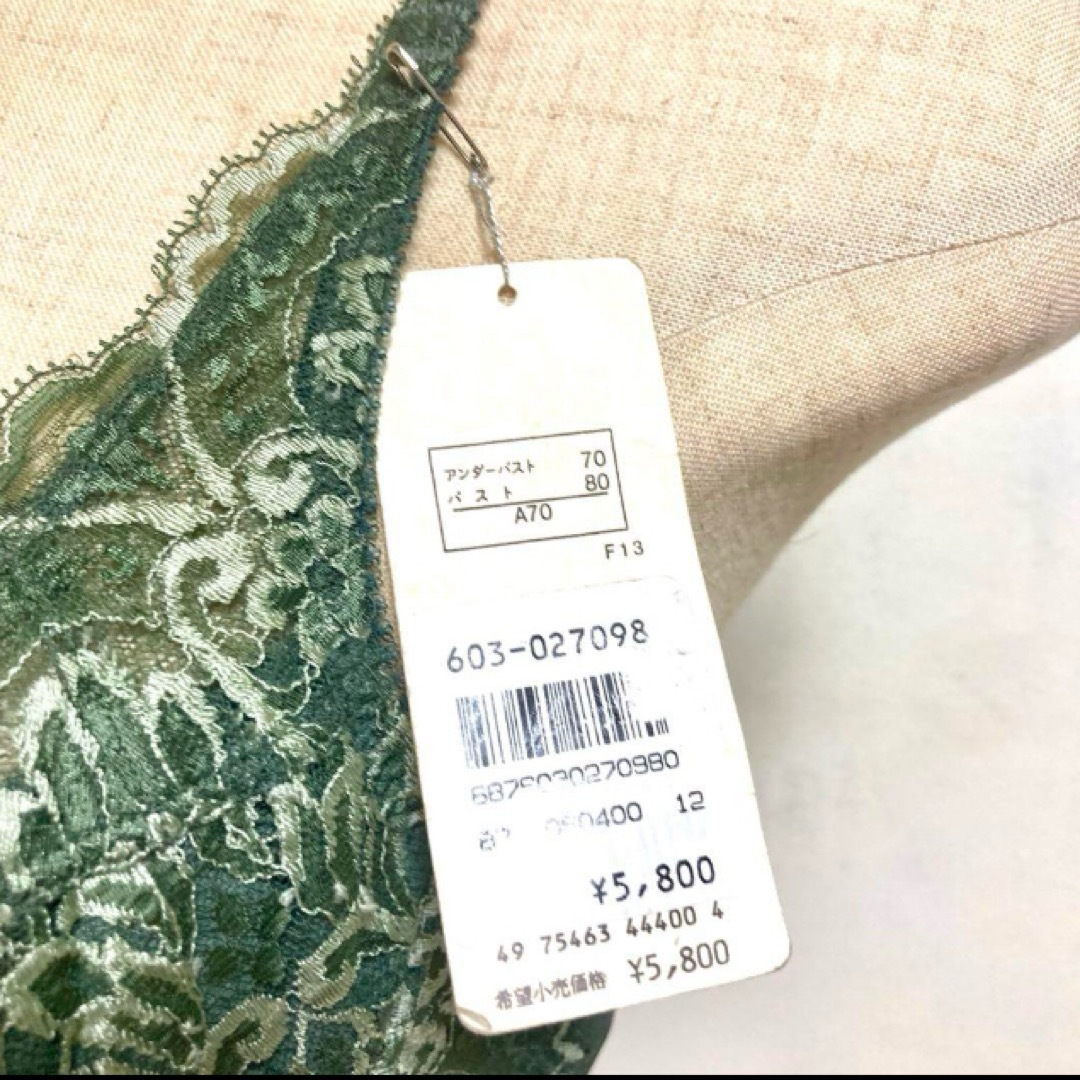 アンダーバスト 70
バスト 80
A70
F13
603-027098
¥5,800
49 75463 44400 4
希望小売価格 ¥5,800